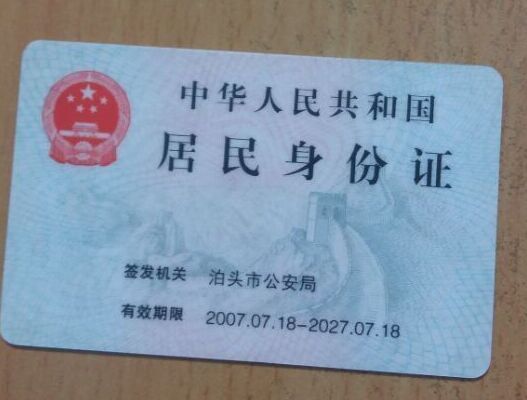 中华人民共和国
居民身份证
签发机关 泊头市公安局
有效期限 2007.07.18-2027.07.18